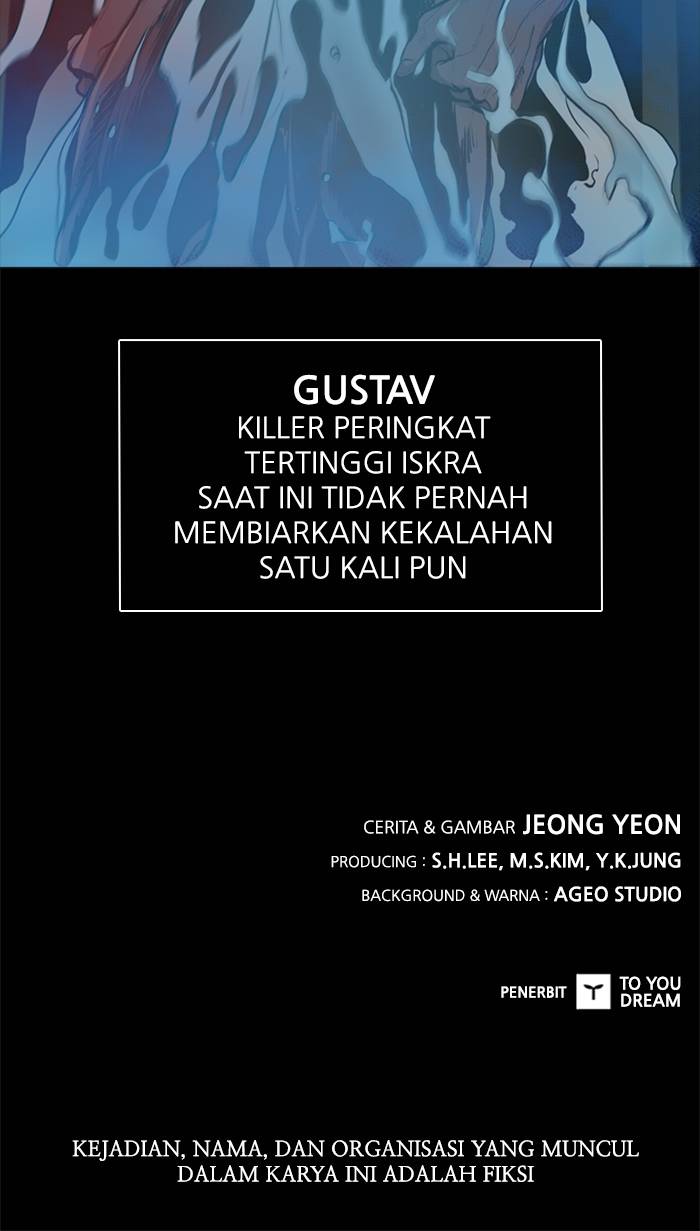 GUSTAV
KILLER PERINGKAT
TERTINGGI ISKRA
SAAT INI TIDAK PERNAH
MEMBIARKAN KEKALAHAN
SATU KALI PUN
CERITA & GAMBAR JEONG YEON
PRODUCING : S.H.LEE, M.S.KIM, Y.K.JUNG
BACKGROUND & WARNA : AGEO STUDIO
PENERBIT TO YOU
DREAM
KEJADIAN, NAMA, DAN ORGANISASI YANG MUNCUL
DALAM KARYA INI ADALAH FIKSI